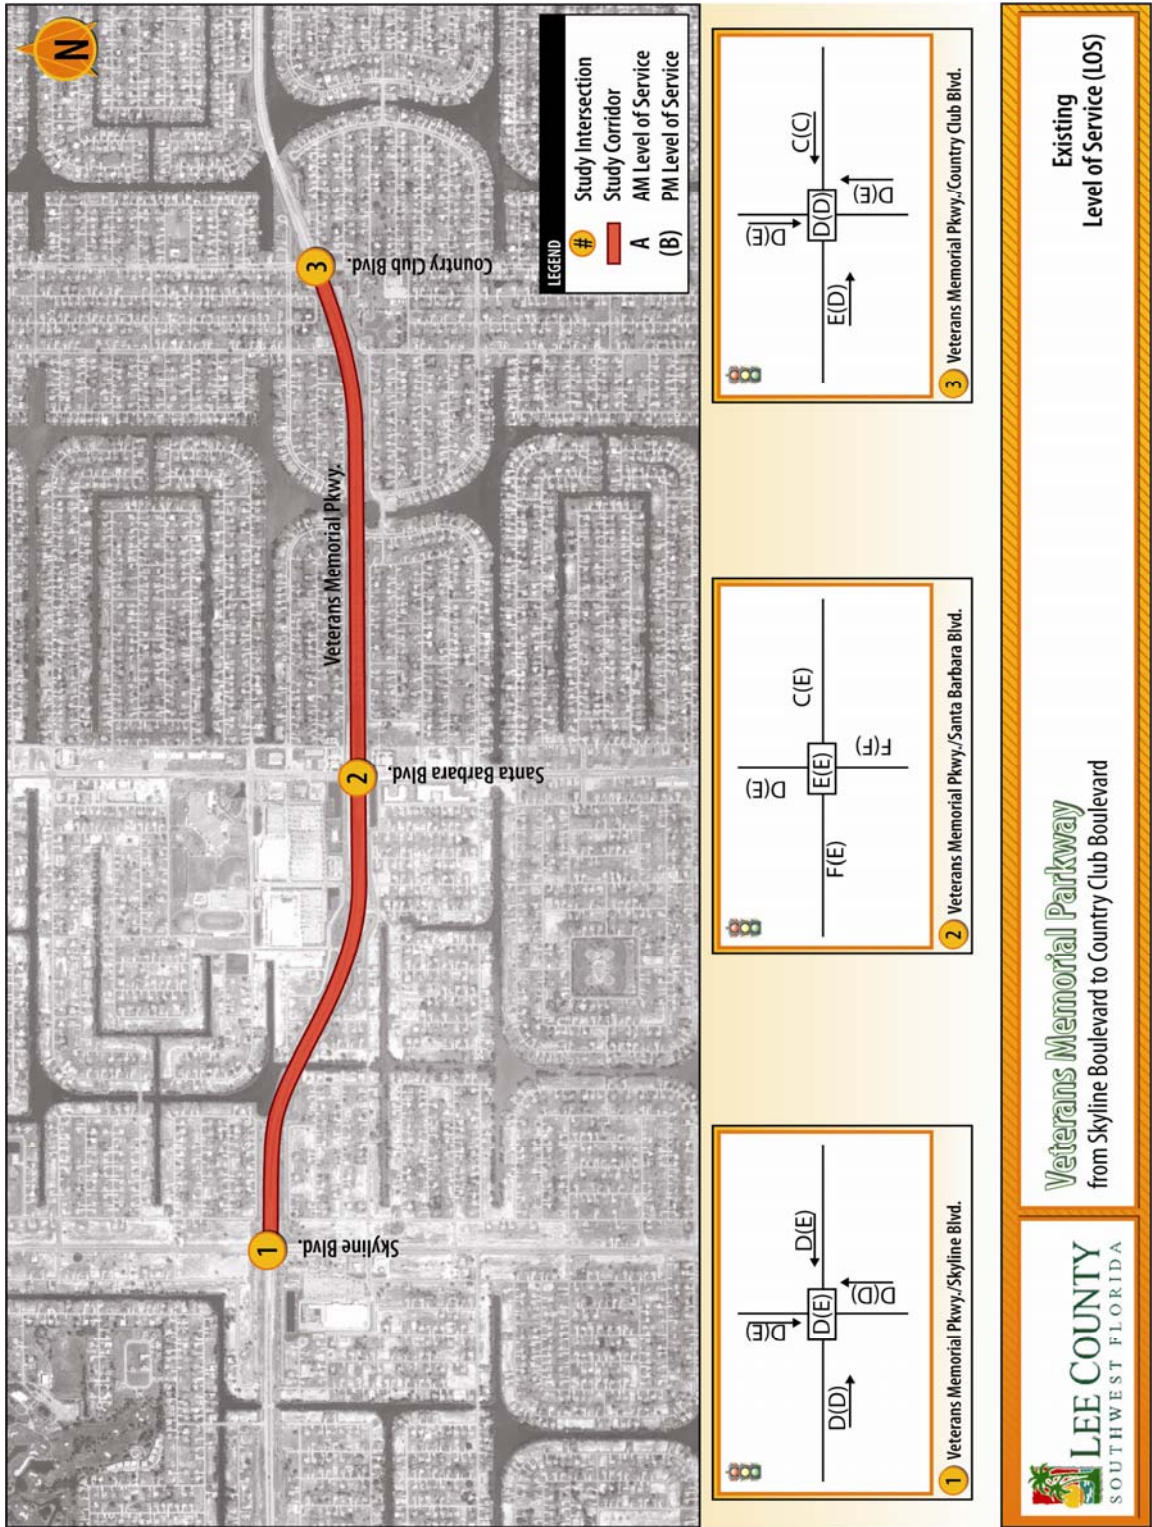 N
Country Club Blvd.
Veterans Memorial Pkwy.
Santa Barbara Blvd.
Skyline Blvd.
1
2
3
LEGEND
# Study Intersection
Study Corridor
A AM Level of Service
(B) PM Level of Service
D(E)
D(E)
D(E)
D(D)
D(D)
1 Veterans Memorial Pkwy./Skyline Blvd.
D(E)
C(E)
E(E)
F(E)
F(F)
2 Veterans Memorial Pkwy./Santa Barbara Blvd.
D(E)
C(C)
D(D)
E(D)
D(E)
3 Veterans Memorial Pkwy./Country Club Blvd.
LEE COUNTY
SOUTHWEST FLORIDA
Veterans Memorial Parkway
from Skyline Boulevard to Country Club Boulevard
Existing
Level of Service (LOS)